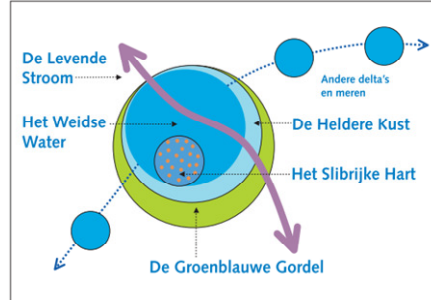 De Levende
Stroom
Andere delta's
en meren
Het Weidse
Water
De Heldere Kust
Het Slibrijke Hart
De Groenblauwe Gordel